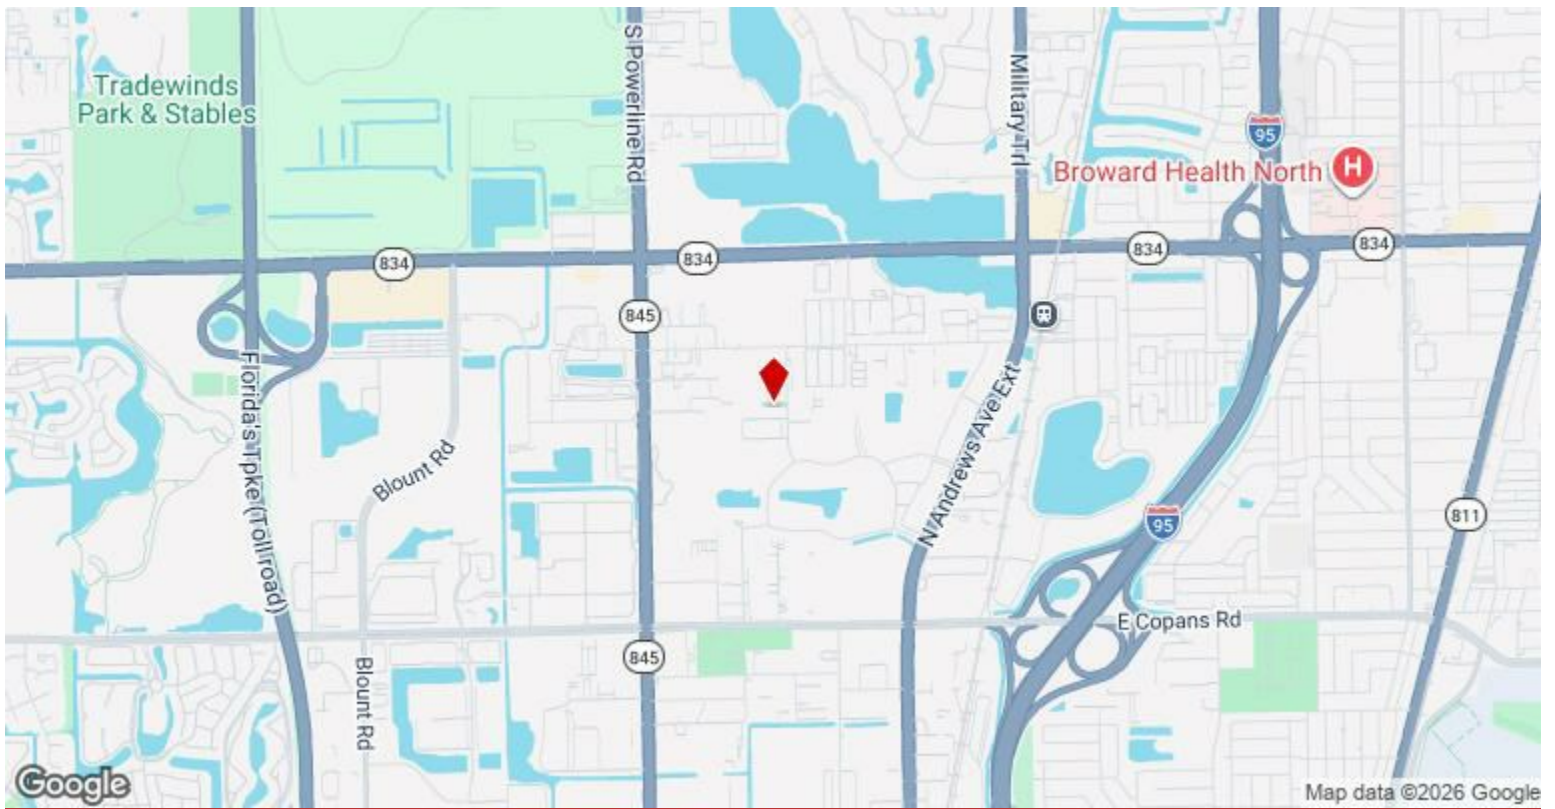 Tradewinds
Park & Stables
S Powerline Rd
Military Trl
95
Broward Health North
H
834
834
834
834
845
Florida's Tpke (Toll road)
Blount Rd
N Andrews Ave Ext
95
811
E Copans Rd
845
Blount Rd
Google
Map data ©2026 Google